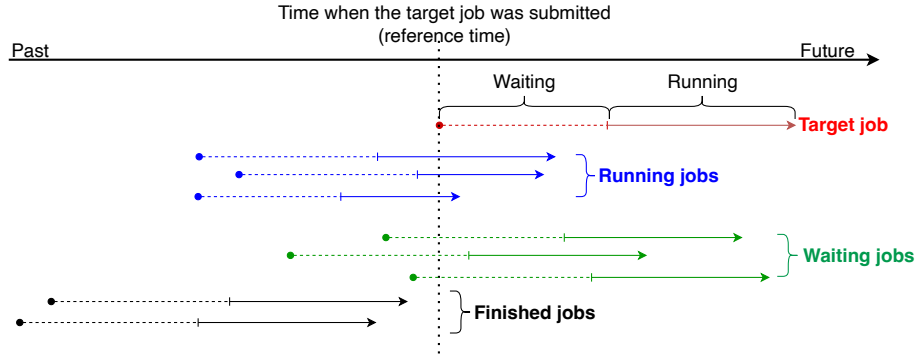 Time when the target job was submitted
(reference time)
Past
Future
Waiting
Running
Target job
Running jobs
Waiting jobs
Finished jobs